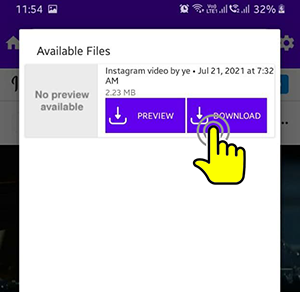 11:54
VoLTE1 32%
Available Files
No preview
available
Instagram video by ye • Jul 21, 2021 at 7:32
AM
2.23 MB
PREVIEW
DOWNLOAD